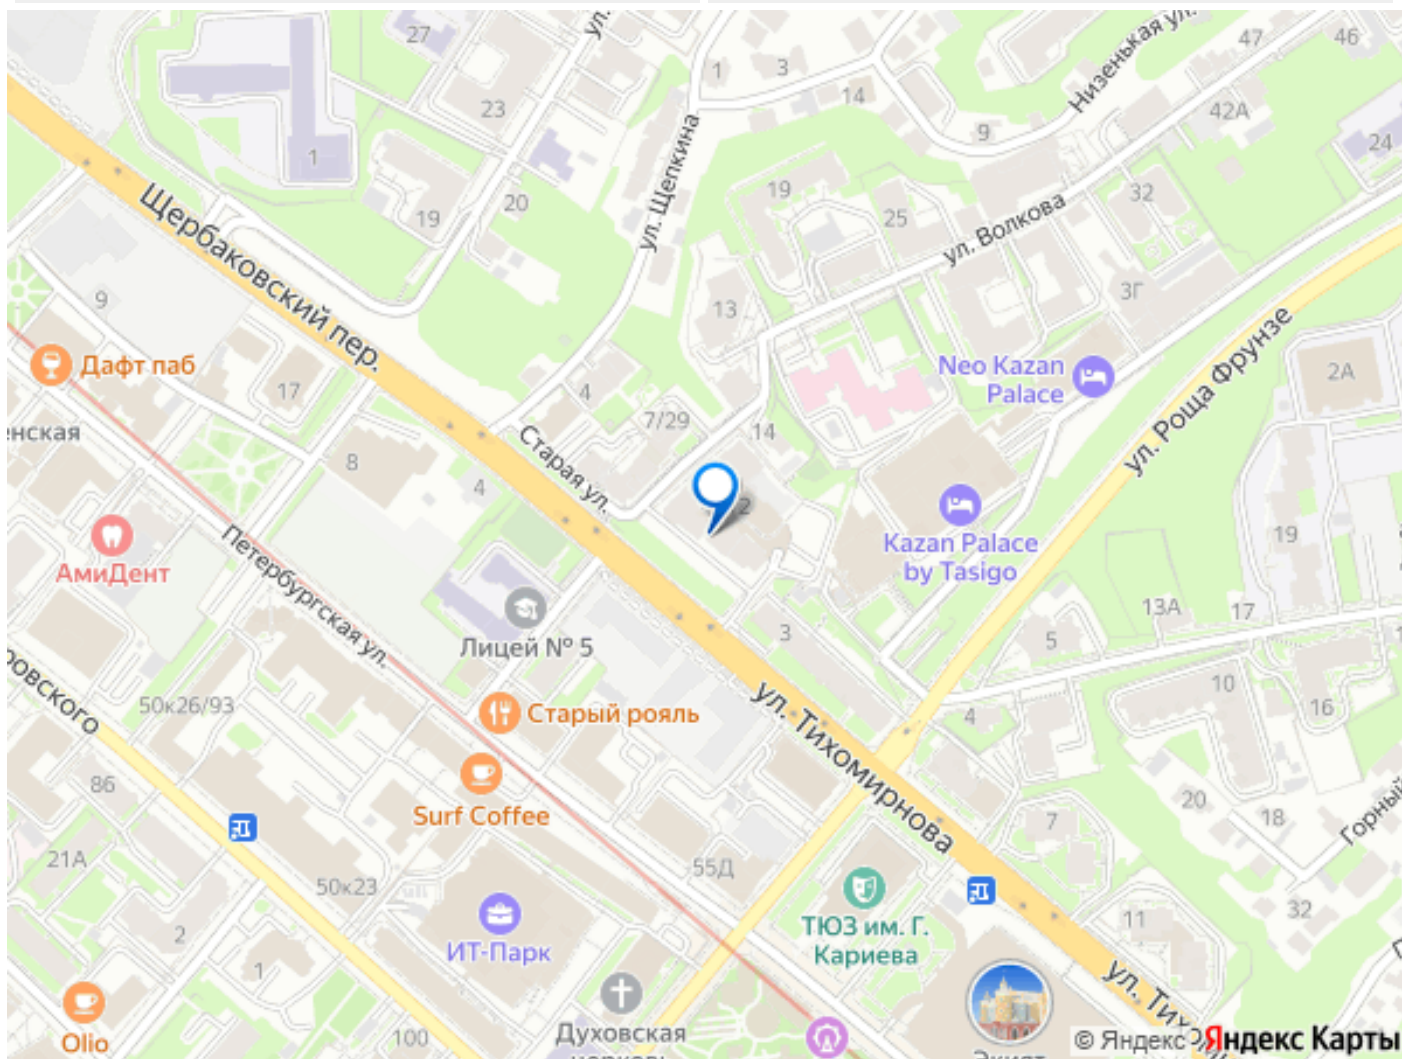 27
ул.
23
1
3
14
Низенькая ул.
47
46
42А
9
24
1
19
20
ул. Щепкина
19
25
32
ул. Волкова
Щербаковский пер.
9
13
3Г
Дафт паб
17
4
7/29
14
Neo Kazan
Palace
ул. Роща Фрунзе
2А
енская
8
4
Старая ул.
2
Kazan Palace
by Tasigo
19
АмиДент
Петербургская ул.
Лицей № 5
3
13А
17
5
10
16
4
ровского
50к26/93
Старый рояль
ул. Тихомирнова
86
Surf Coffee
20
18
7
Горный
21А
50к23
55Д
ТЮЗ им. Г.
Кариева
11
32
2
ИТ-Парк
1
Olio
100
Духовская
церковь
Экият
ул. Тихо
© Яндекс
Яндекс Карты